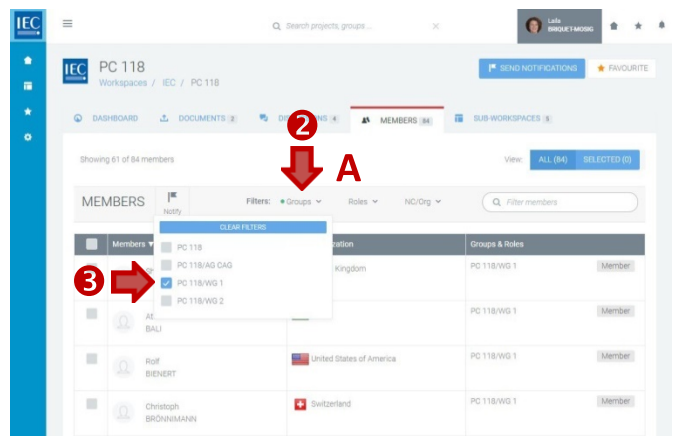 IEC
Search projects, groups...
Laila
BRIQUET-MOSIG
IEC
PC 118
Workspaces / IEC / PC 118
SEND NOTIFICATIONS
FAVOURITE
DASHBOARD
DOCUMENTS 2
4
MEMBERS 84
SUB-WORKSPACES
2
A
Showing 61 of 84 members
View: ALL (84) SELECTED (0)
MEMBERS
Notify
Filters: Groups Roles NC/Org
Filter members
CLEAR FILTERS
PC 118
PC 118/AG CAG
PC 118/WG 1
PC 118/WG 2
3
Members
Groups & Roles
Kingdom
PC 118/WG 1 Member
BALI
PC 118/WG 1 Member
Rolf
BIENERT
United States of America
PC 118/WG 1 Member
Christoph
BRÖNNIMANN
Switzerland
PC 118/WG 1 Member